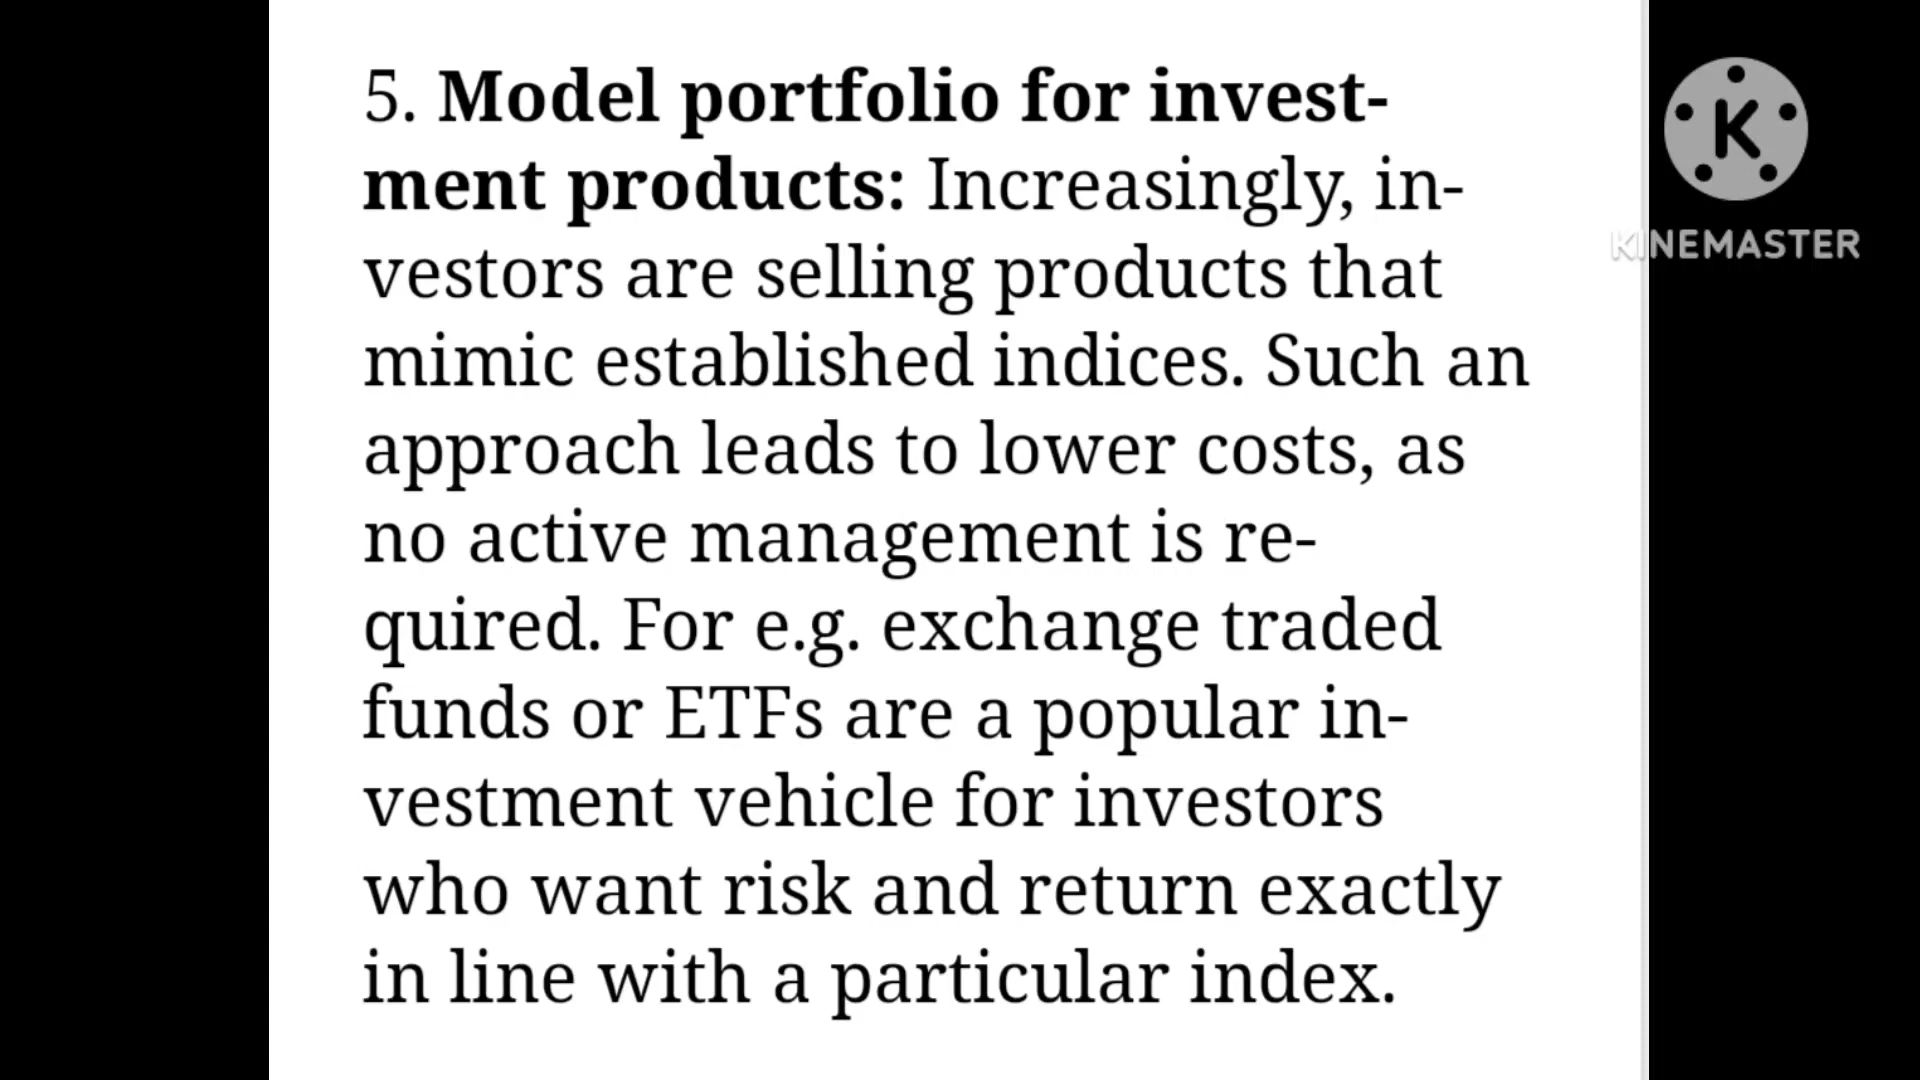 5. Model portfolio for invest-
ment products: Increasingly, in-
vestors are selling products that
mimic established indices. Such an
approach leads to lower costs, as
no active management is re-
quired. For e.g. exchange traded
funds or ETFs are a popular in-
vestment vehicle for investors
who want risk and return exactly
in line with a particular index.
K
KINEMASTER